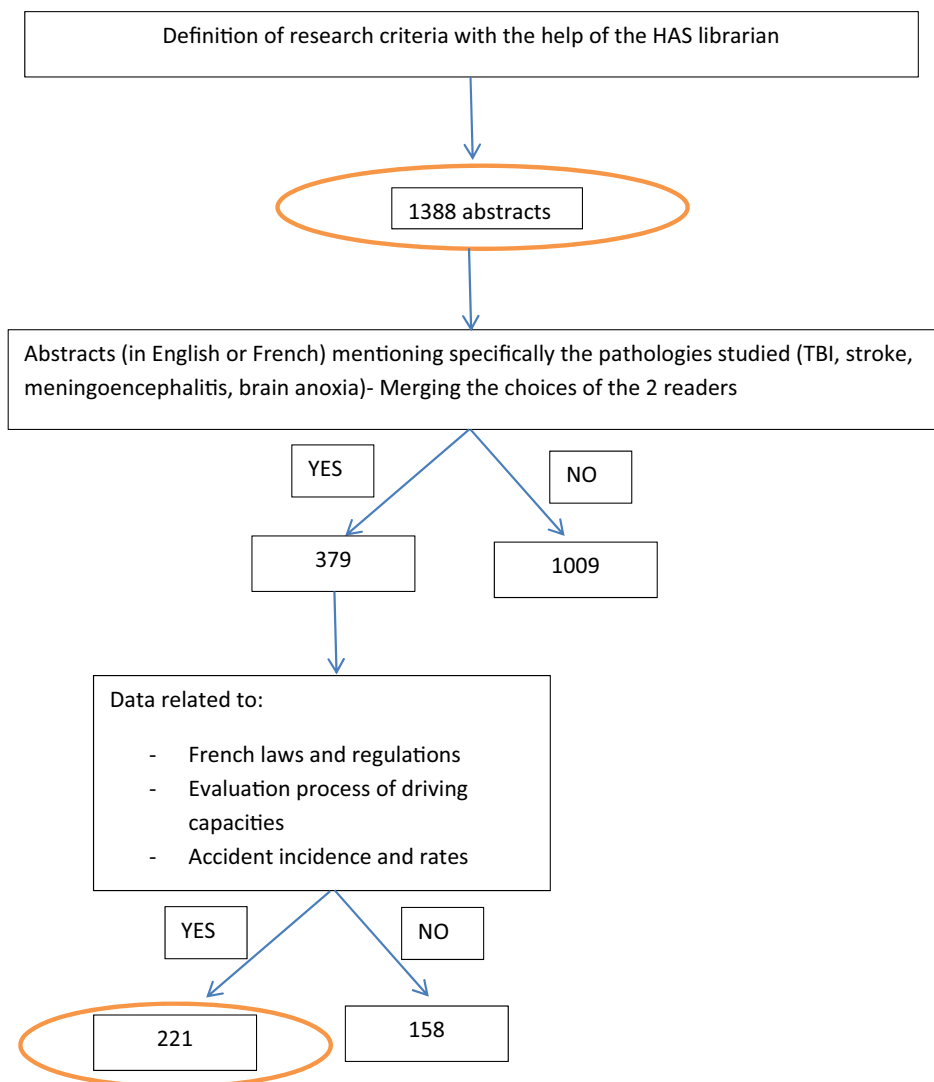 Definition of research criteria with the help of the HAS librarian
1388 abstracts
Abstracts (in English or French) mentioning specifically the pathologies studied (TBI, stroke,
meningoencephalitis, brain anoxia)- Merging the choices of the 2 readers
YES
NO
379
1009
Data related to:
- French laws and regulations
- Evaluation process of driving
capacities
- Accident incidence and rates
YES
NO
221
158